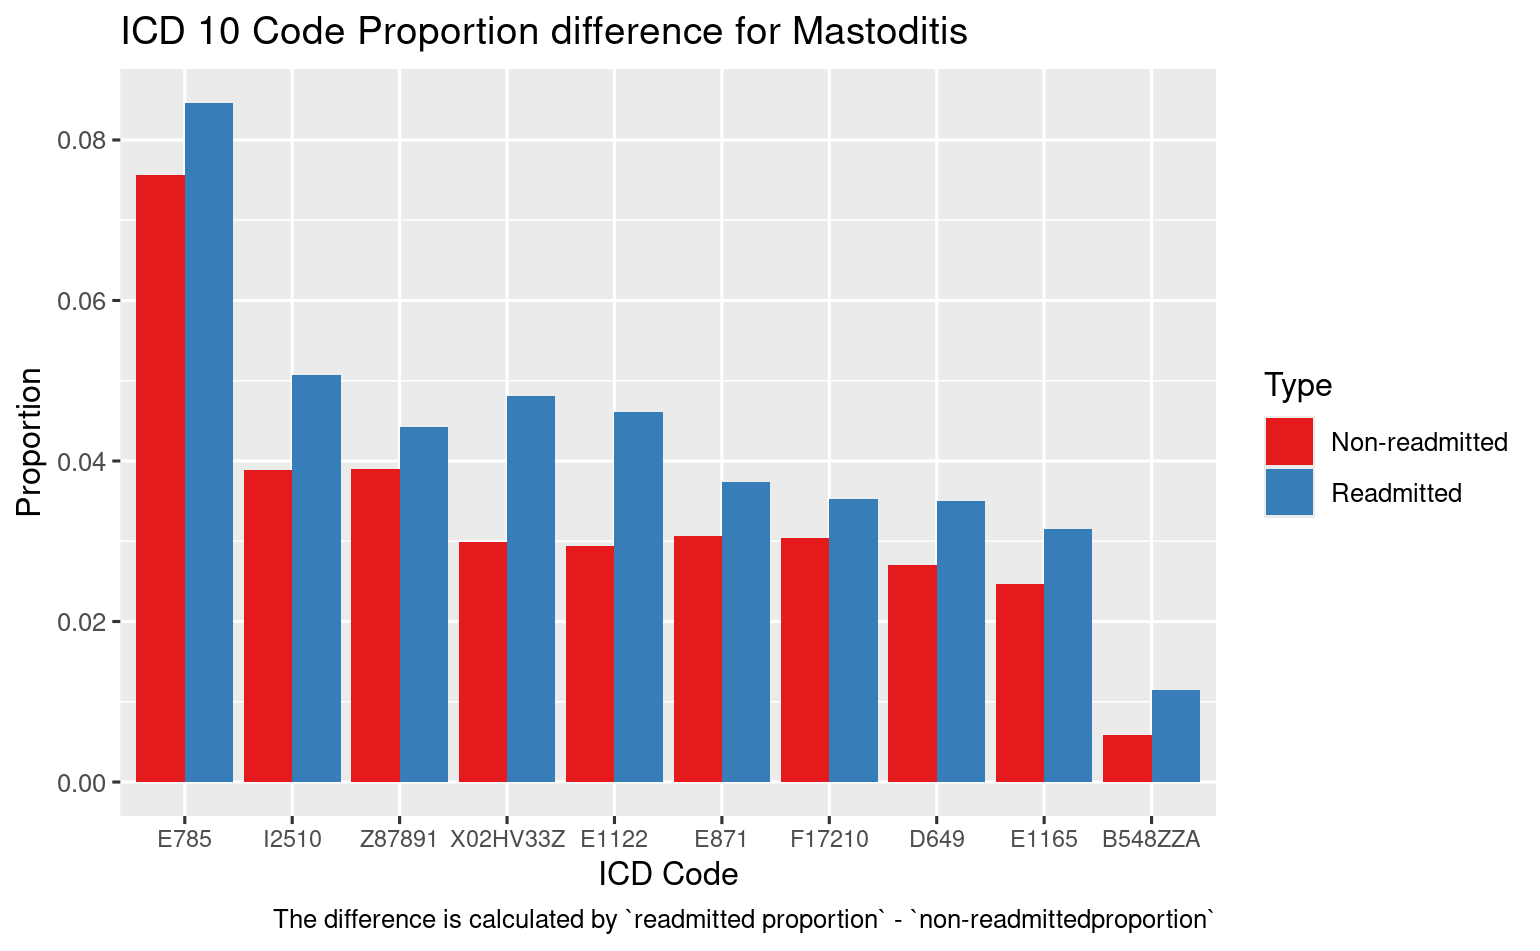 ICD 10 Code Proportion difference for Mastoditis
0.08
0.06
0.04
0.02
0.00
Proportion
E785 I2510 Z87891 X02HV33Z E1122 E871 F17210 D649 E1165 B548ZZA
ICD Code
The difference is calculated by `readmitted proportion` - `non-readmittedproportion`
Type
Non-readmitted
Readmitted